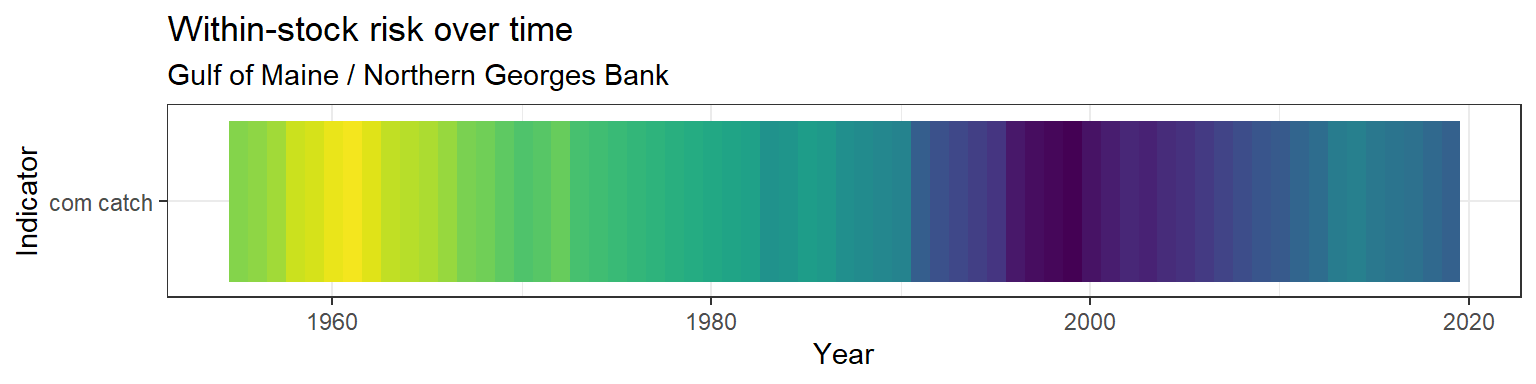 Within-stock risk over time
Gulf of Maine / Northern Georges Bank
Indicator
com catch
1960 1980 2000 2020
Year